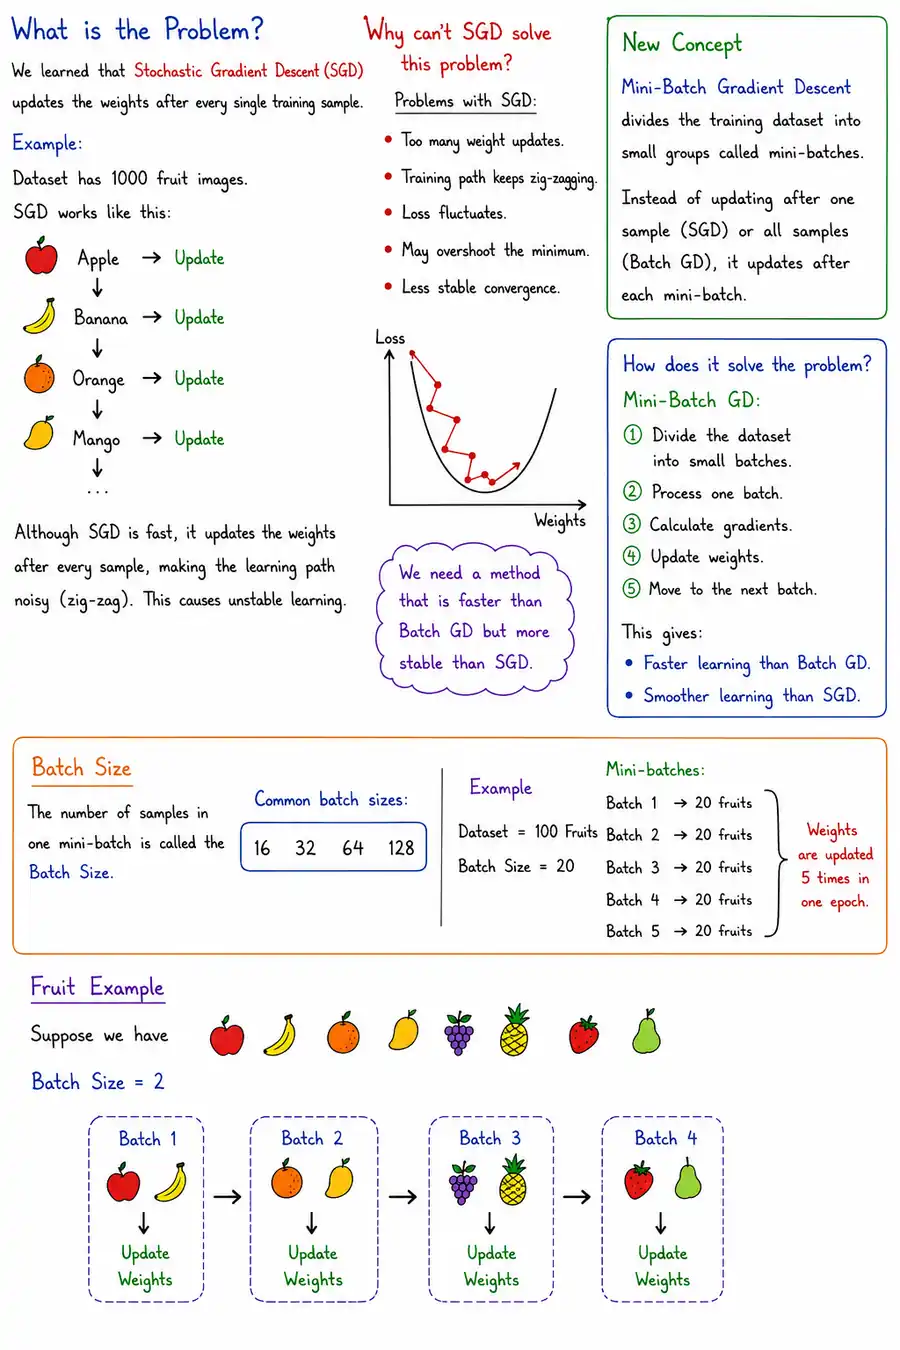 What is the Problem?
We learned that Stochastic Gradient Descent (SGD)
updates the weights after every single training sample.
Example:
Dataset has 1000 fruit images.
SGD works like this:
Apple → Update
↓
Banana → Update
↓
Orange → Update
↓
Mango → Update
↓
...
Although SGD is fast, it updates the weights
after every sample, making the learning path
noisy (zig-zag). This causes unstable learning.
Why can't SGD solve
this problem?
Problems with SGD:
• Too many weight updates.
• Training path keeps zig-zagging.
• Loss fluctuates.
• May overshoot the minimum.
• Less stable convergence.
Loss
Weights
We need a method
that is faster than
Batch GD but more
stable than SGD.
New Concept
Mini-Batch Gradient Descent
divides the training dataset into
small groups called mini-batches.
Instead of updating after one
sample (SGD) or all samples
(Batch GD), it updates after
each mini-batch.
How does it solve the problem?
Mini-Batch GD:
① Divide the dataset
into small batches.
② Process one batch.
③ Calculate gradients.
④ Update weights.
⑤ Move to the next batch.
This gives:
• Faster learning than Batch GD.
• Smoother learning than SGD.
Batch Size
The number of samples in
one mini-batch is called the
Batch Size.
Common batch sizes:
16 32 64 128
Example
Dataset = 100 Fruits
Batch Size = 20
Mini-batches:
Batch 1 → 20 fruits
Batch 2 → 20 fruits
Batch 3 → 20 fruits
Batch 4 → 20 fruits
Batch 5 → 20 fruits
Weights
are updated
5 times in
one epoch.
Fruit Example
Suppose we have
Batch Size = 2
Batch 1
↓
Update
Weights
→
Batch 2
↓
Update
Weights
→
Batch 3
↓
Update
Weights
→
Batch 4
↓
Update
Weights